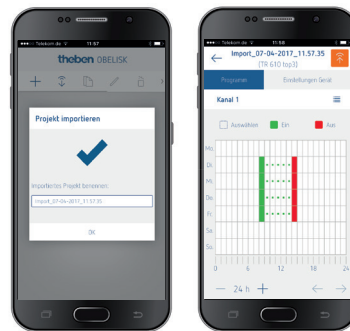 Telekom.de
11:57
theben OBELISK
Projekt importieren
Importiertes Projekt benennen:
Import_07-04-2017_11.57.35
OK
Telekom.de
11:58
Import_07-04-2017_11.57.35
(TR 610 top3)
Programm
Einstellungen Gerät
Kanal 1
Auswählen
Ein
Aus
Mo.
Di.
Mi.
Do.
Fr.
Sa.
So.
0 6 12 18 24
24 h